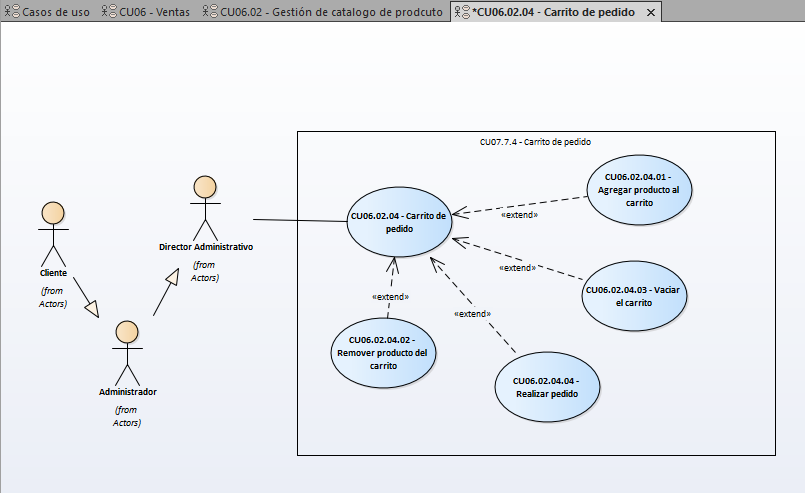 Casos de uso
CU06 - Ventas
CU06.02 - Gestión de catalogo de prodcuto
*CU06.02.04 - Carrito de pedido
CU07.7.4 - Carrito de pedido
CU06.02.04.01 -
Agregar producto al
carrito
CU06.02.04 - Carrito de
pedido
«extend»
Director Administrativo
(from
Actors)
Cliente
(from
Actors)
«extend»
CU06.02.04.03 - Vaciar
el carrito
«extend»
«extend»
CU06.02.04.02 -
Remover producto del
carrito
CU06.02.04.04 -
Realizar pedido
Administrador
(from
Actors)